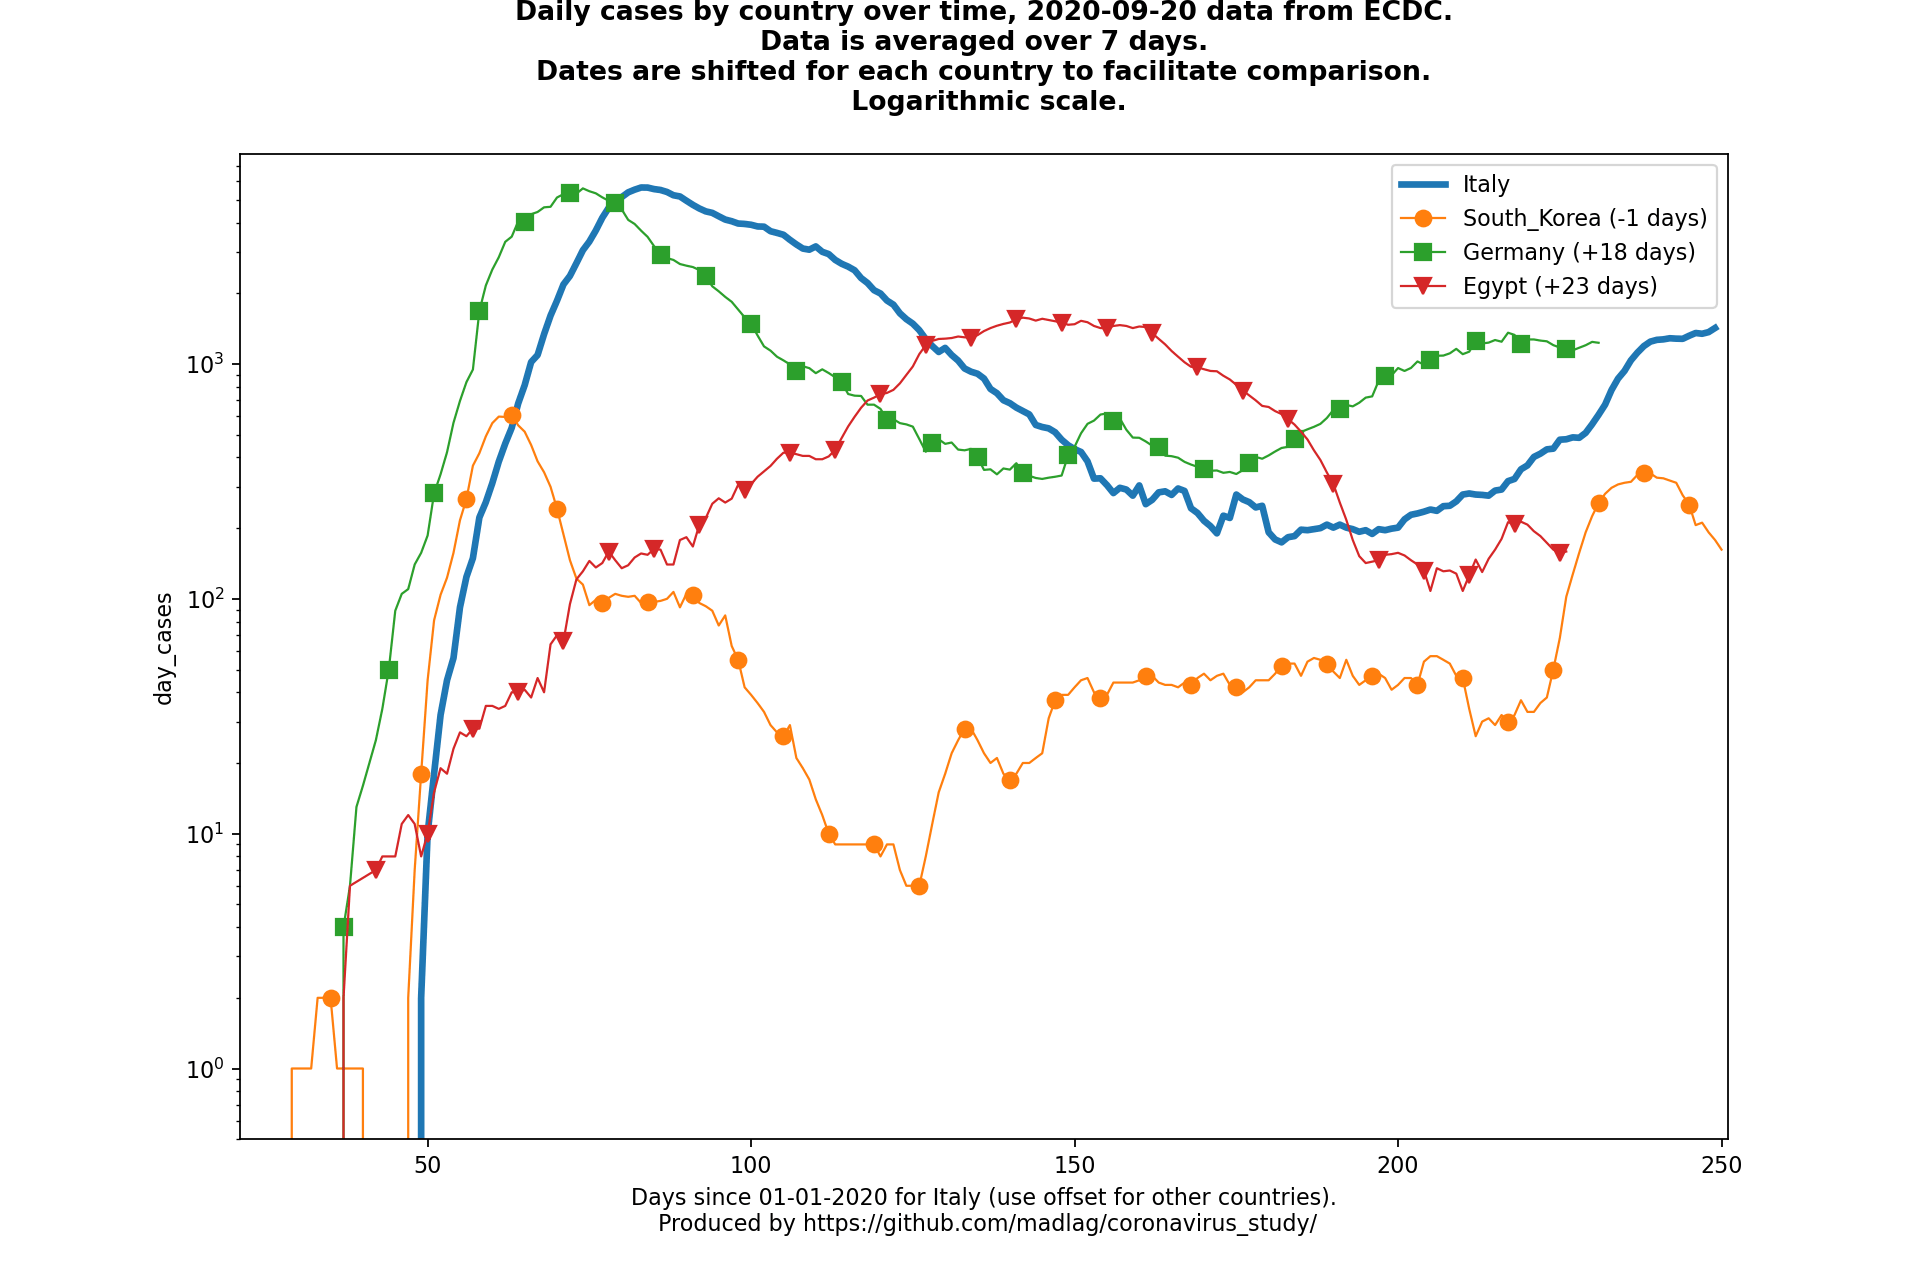 Daily cases by country over time, 2020-09-20 data from ECDC.
Data is averaged over 7 days.
Dates are shifted for each country to facilitate comparison.
Logarithmic scale.
Italy
South_Korea (-1 days)
Germany (+18 days)
Egypt (+23 days)
day_cases
10³
10²
10¹
10⁰
50 100 150 200 250
Days since 01-01-2020 for Italy (use offset for other countries).
Produced by https://github.com/madlag/coronavirus_study/